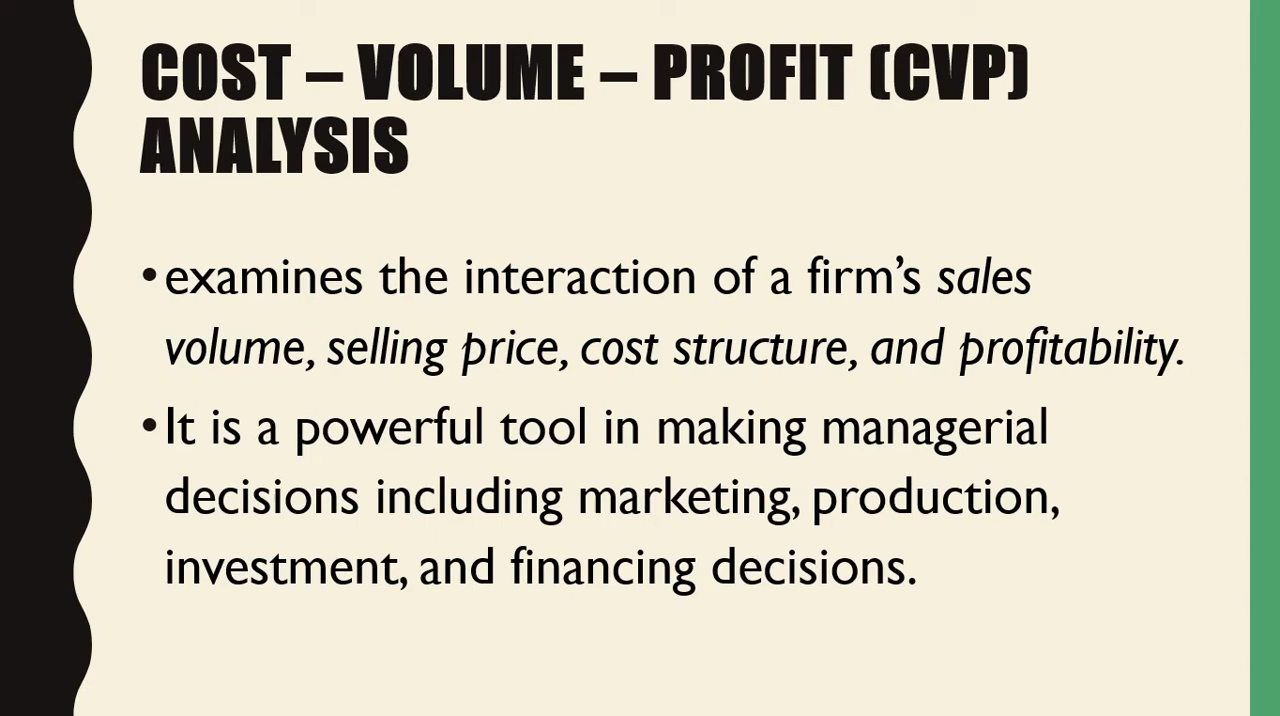 COST – VOLUME – PROFIT (CVP)
ANALYSIS
•examines the interaction of a firm’s sales
volume, selling price, cost structure, and profitability.
•It is a powerful tool in making managerial
decisions including marketing, production,
investment, and financing decisions.